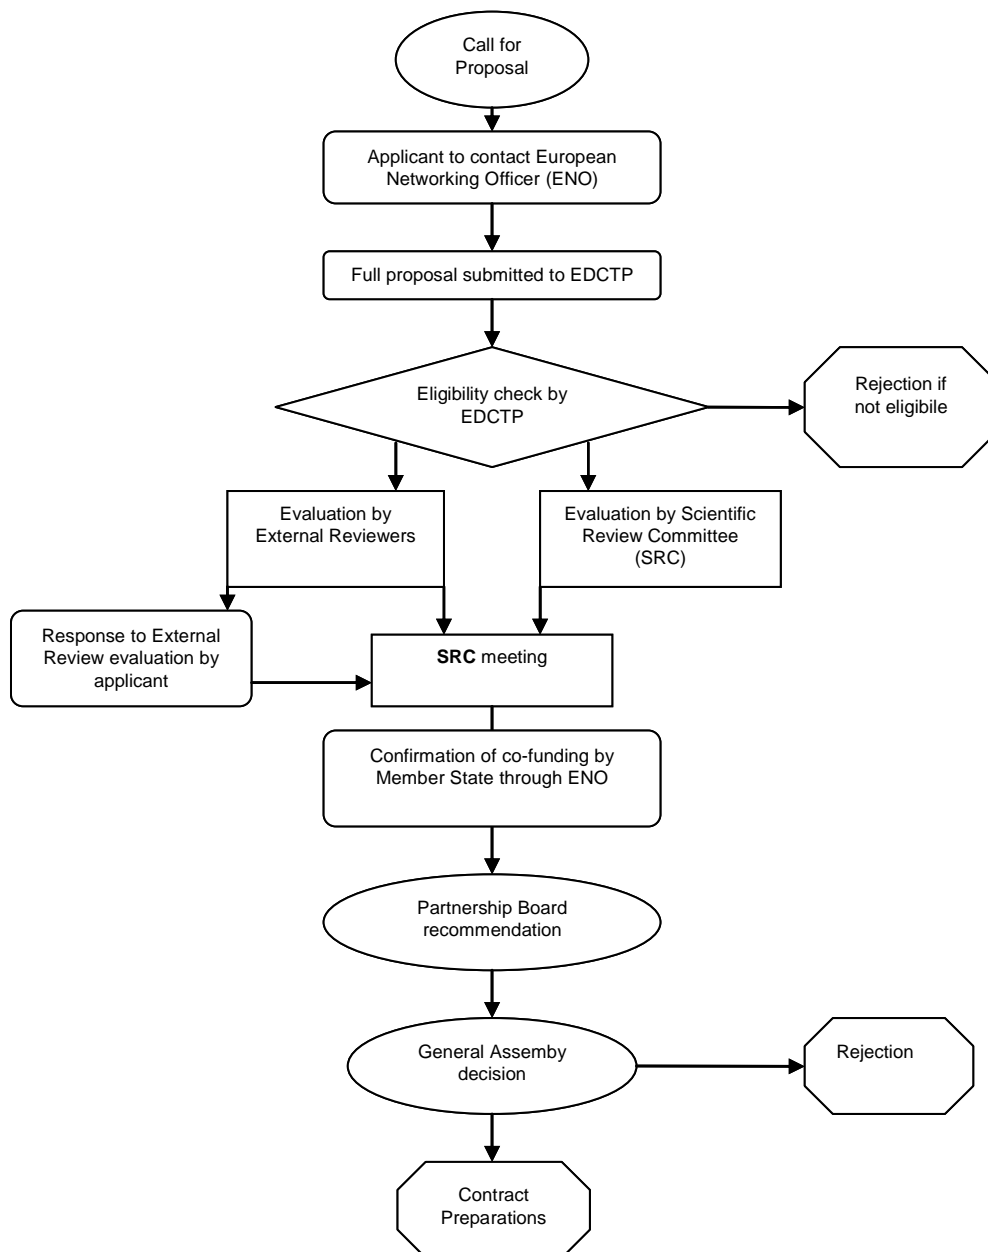 Call for
Proposal
Applicant to contact European
Networking Officer (ENO)
Full proposal submitted to EDCTP
Eligibility check by
EDCTP
Rejection if
not eligibile
Evaluation by
External Reviewers
Evaluation by Scientific
Review Committee
(SRC)
Response to External
Review evaluation by
applicant
SRC meeting
Confirmation of co-funding by
Member State through ENO
Partnership Board
recommendation
General Assemby
decision
Rejection
Contract
Preparations